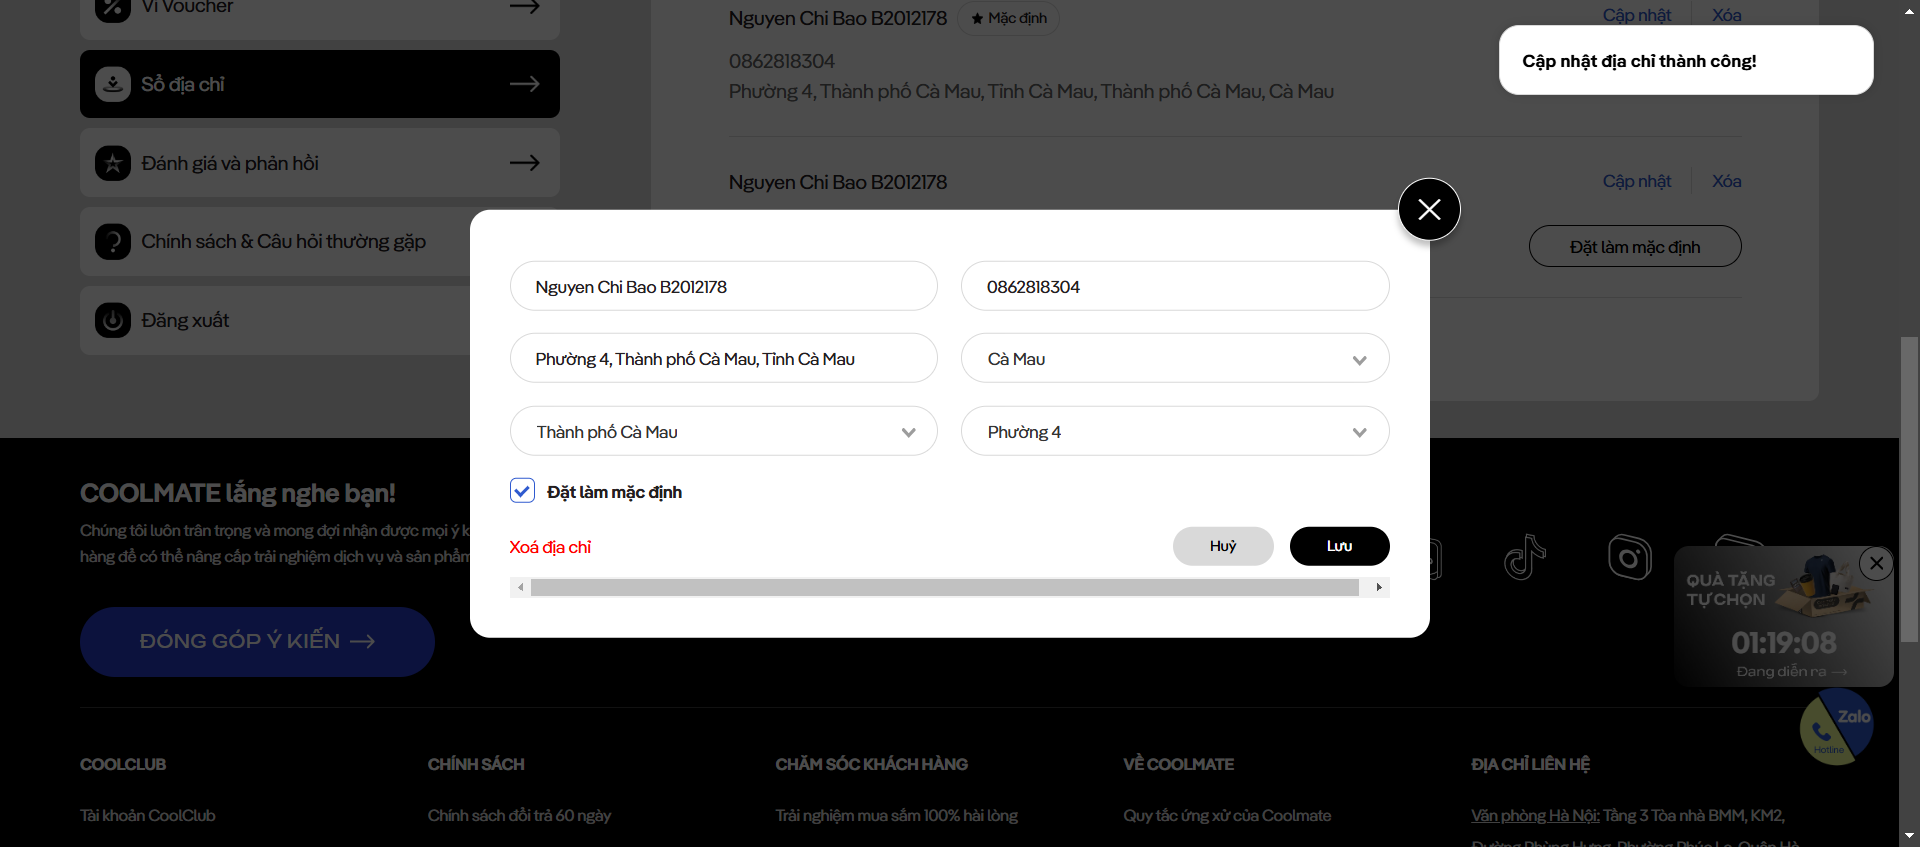 Ví Voucher
Sổ địa chỉ
Đánh giá và phản hồi
Chính sách & Câu hỏi thường gặp
Đăng xuất
Nguyen Chi Bao B2012178
Mặc định
Cập nhật
Xóa
0862818304
Phường 4, Thành phố Cà Mau, Tỉnh Cà Mau, Thành phố Cà Mau, Cà Mau
Cập nhật địa chỉ thành công!
Nguyen Chi Bao B2012178
Cập nhật
Xóa
Đặt làm mặc định
Nguyen Chi Bao B2012178
0862818304
Phường 4, Thành phố Cà Mau, Tỉnh Cà Mau
Cà Mau
Thành phố Cà Mau
Phường 4
Đặt làm mặc định
Xoá địa chỉ
Huỷ
Lưu
COOLMATE lắng nghe bạn!
Chúng tôi luôn trân trọng và mong đợi nhận được mọi ý k
hàng để có thể nâng cấp trải nghiệm dịch vụ và sản phẩm
ĐÓNG GÓP Ý KIẾN
QUÀ TẶNG
TỰ CHỌN
01:19:08
Đang diễn ra
Zalo
Hotline
COOLCLUB
Tài khoản CoolClub
CHÍNH SÁCH
Chính sách đổi trả 60 ngày
CHĂM SÓC KHÁCH HÀNG
Trải nghiệm mua sắm 100% hài lòng
VỀ COOLMATE
Quy tắc ứng xử của Coolmate
ĐỊA CHỈ LIÊN HỆ
Văn phòng Hà Nội: Tầng 3 Tòa nhà BMM, KM2,
Đường Phùng Hưng, Phường Phúc La, Quận Hà